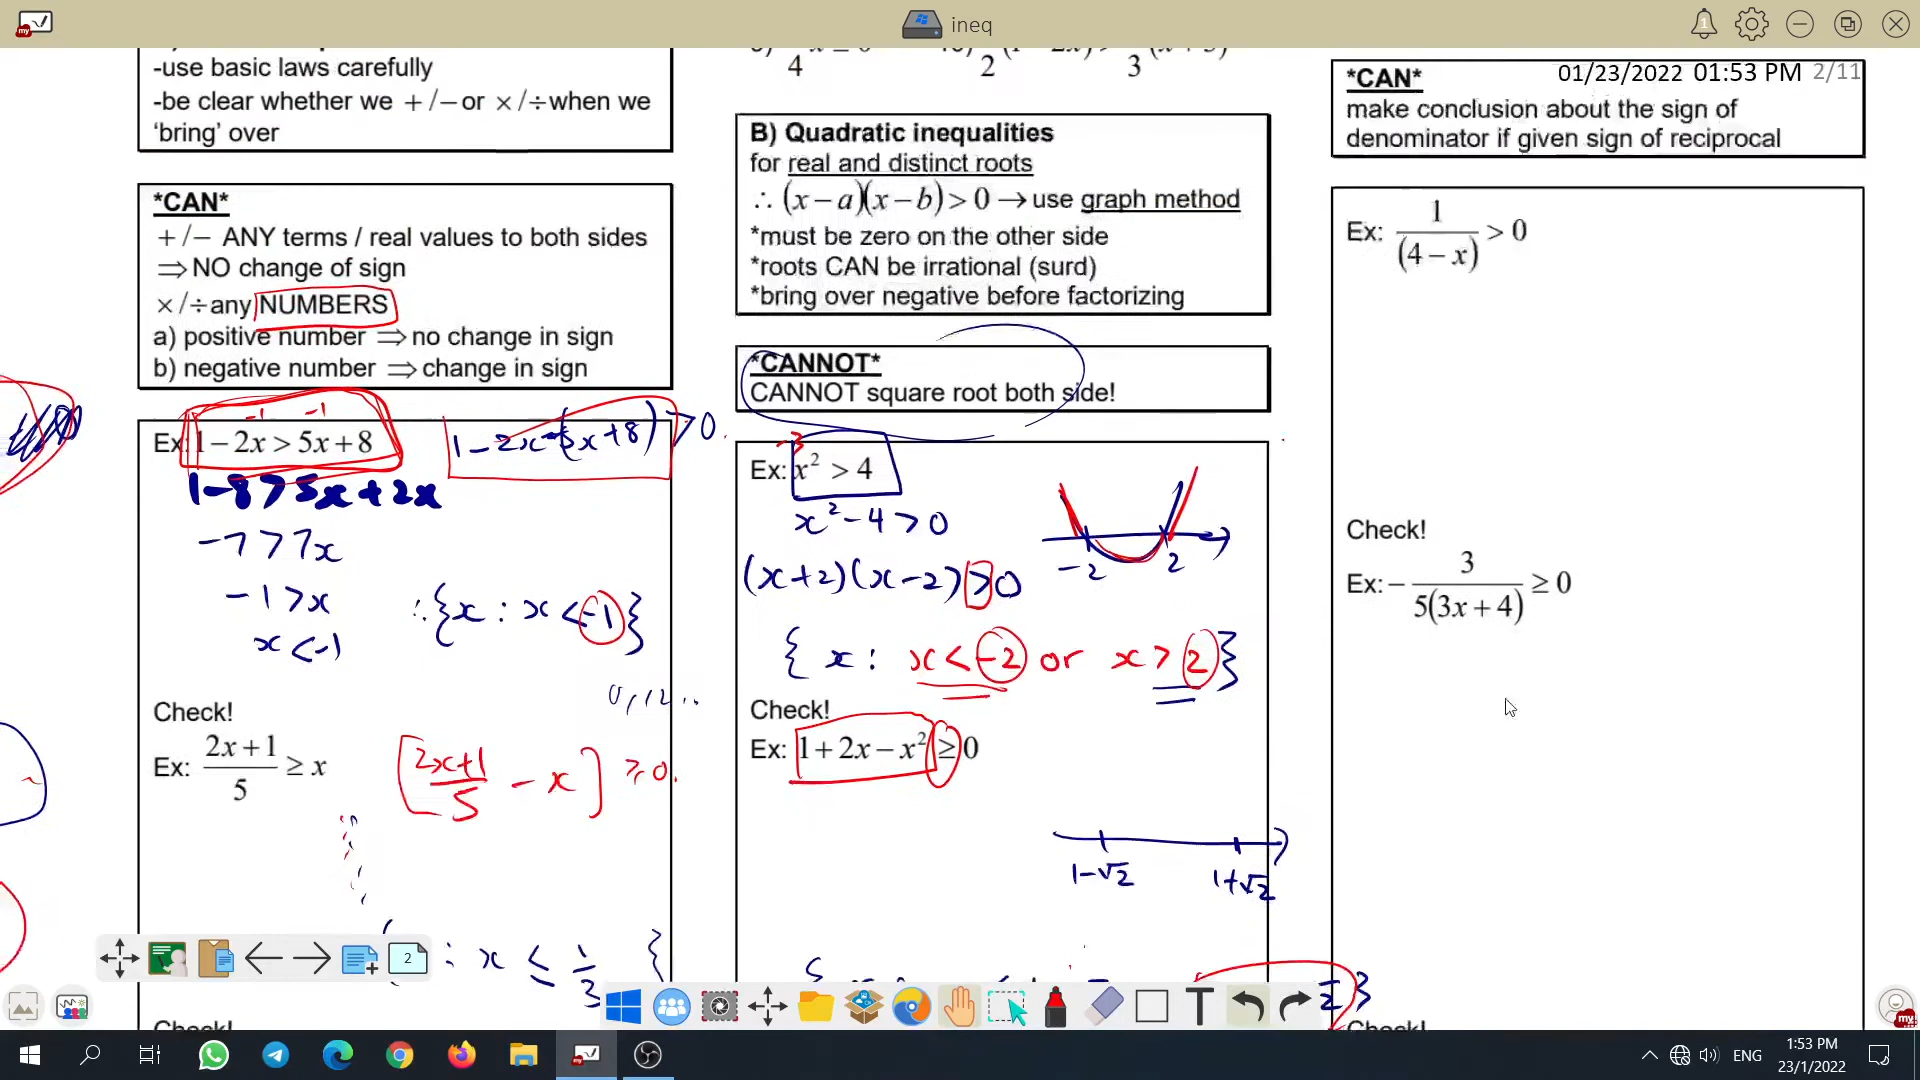 ineq
01/23/2022 01:53 PM 2/11
-use basic laws carefully
-be clear whether we +/− or ×/÷ when we
'bring' over
*CAN*
+/− ANY terms / real values to both sides
⇒ NO change of sign
×/÷ any NUMBERS
a) positive number ⇒ no change in sign
b) negative number ⇒ change in sign
-1 -1
Ex: 1−2x > 5x+8
1-2x-(5x+8) >0.
1-8>5x+2x
-7>7x
-1>x
x<-1
∴{x : x<-1}
Check!
Ex: (2x+1)/5 ≥ x
[(2x+1)/5 - x] ≥0.
: x ≤ 1/3 }
B) Quadratic inequalities
for real and distinct roots
∴ (x−a)(x−b) > 0 → use graph method
*must be zero on the other side
*roots CAN be irrational (surd)
*bring over negative before factorizing
*CANNOT*
CANNOT square root both side!
-3
Ex: x² > 4
x²-4>0
(x+2)(x-2)>0
-2 2
{ x : x<-2 or x>2}
Check!
Ex: 1+2x−x² ≥ 0
1-√2 1+√2
*CAN*
make conclusion about the sign of
denominator if given sign of reciprocal
Ex: 1/(4−x) > 0
Check!
Ex: − 3/(5(3x+4)) ≥ 0
2
T
my
ENG
1:53 PM
23/1/2022